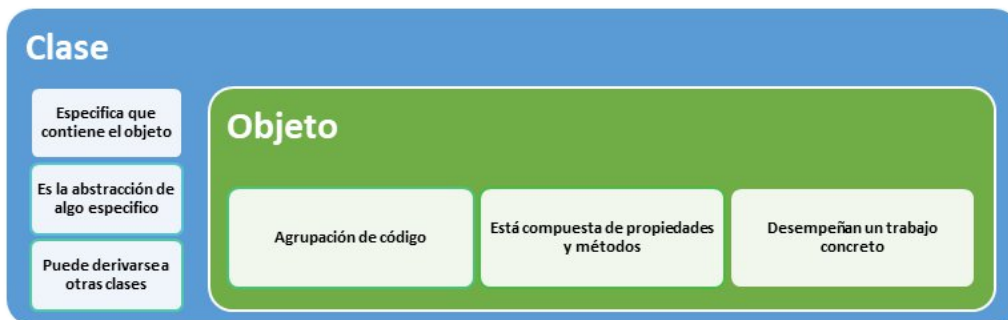 Clase
Especifica que
contiene el objeto
Es la abstracción de
algo especifico
Puede derivarse a
otras clases
Objeto
Agrupación de código
Está compuesta de propiedades
y métodos
Desempeñan un trabajo
concreto